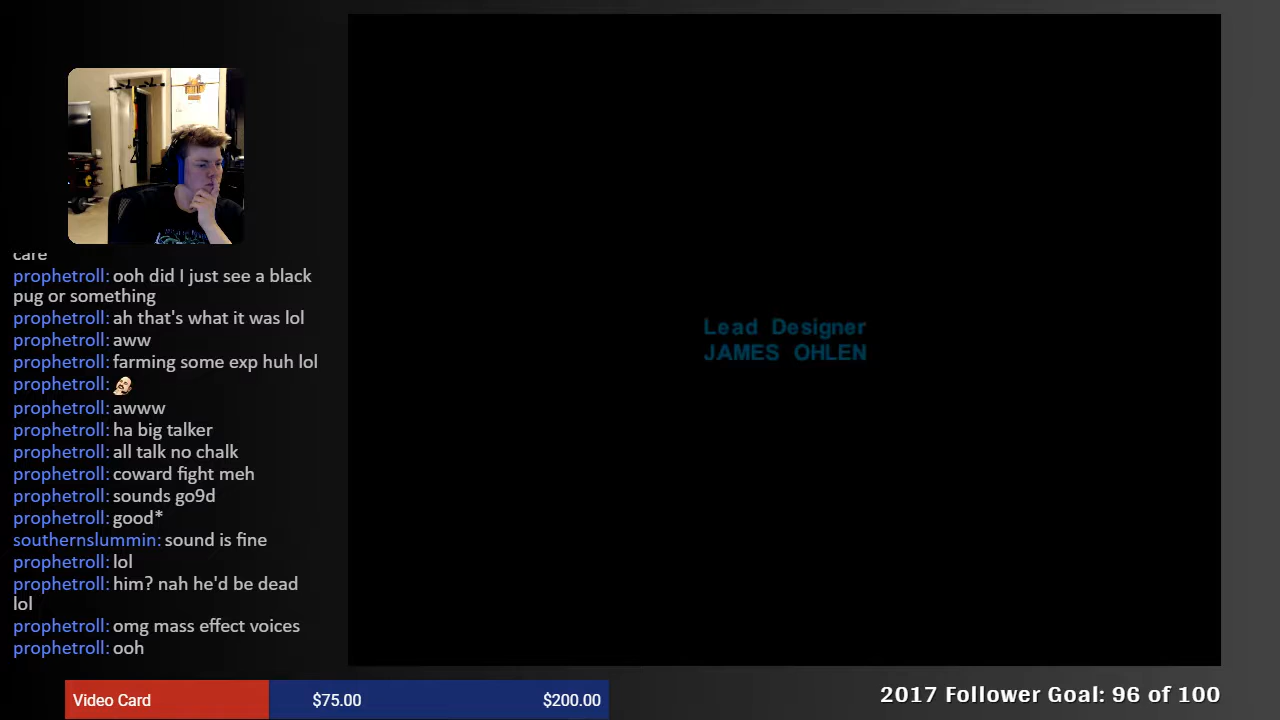 care
prophetroll: ooh did I just see a black
pug or something
prophetroll: ah that's what it was lol
prophetroll: aww
prophetroll: farming some exp huh lol
prophetroll:
prophetroll: awww
prophetroll: ha big talker
prophetroll: all talk no chalk
prophetroll: coward fight meh
prophetroll: sounds go9d
prophetroll: good*
southernslummin: sound is fine
prophetroll: lol
prophetroll: him? nah he'd be dead
lol
prophetroll: omg mass effect voices
prophetroll: ooh
Lead Designer
JAMES OHLEN
Video Card $75.00 $200.00
2017 Follower Goal: 96 of 100